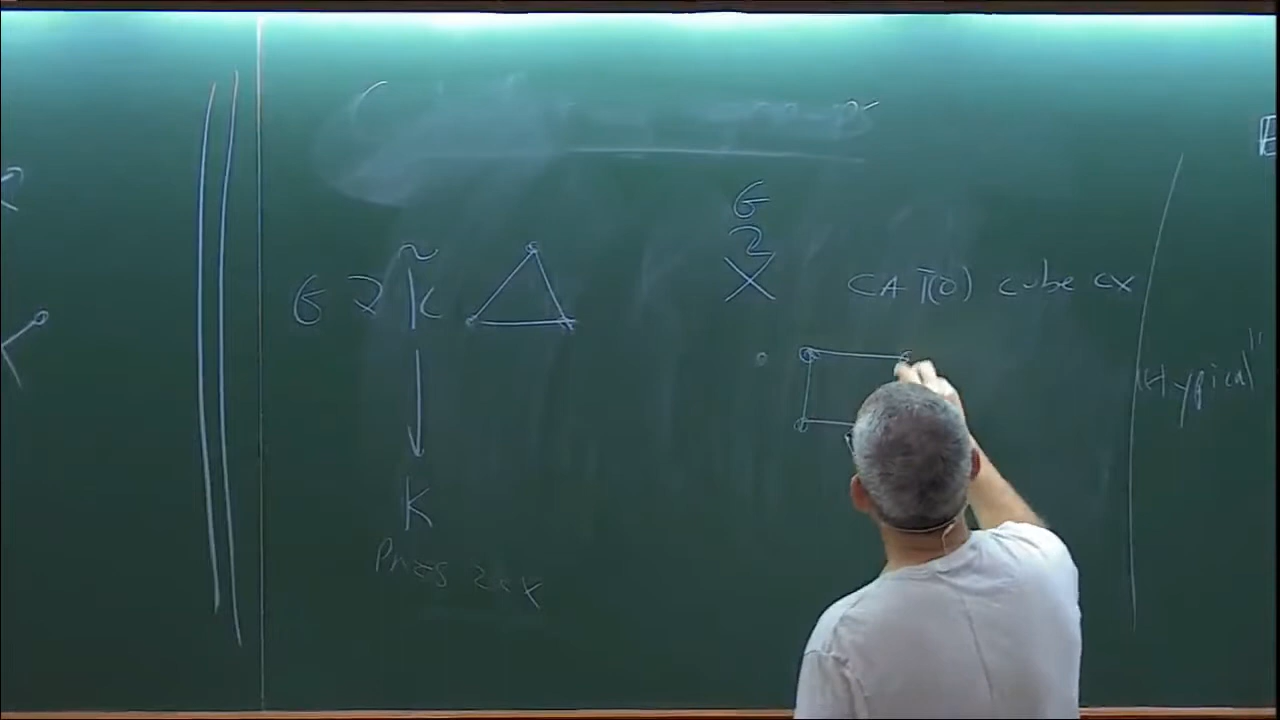 G
X
G K̃
CAT(0) cube cx
"typical"
K
Pres 2cx